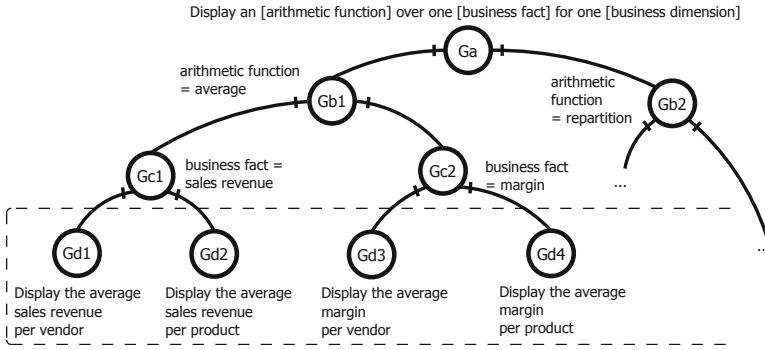 Display an [arithmetic function] over one [business fact] for one [business dimension]
Ga
arithmetic function
= average
Gb1
arithmetic
function
= repartition
Gb2
Gc1
business fact =
sales revenue
Gc2
business fact
= margin
...
...
Gd1
Gd2
Gd3
Gd4
Display the average
sales revenue
per vendor
Display the average
sales revenue
per product
Display the average
margin
per vendor
Display the average
margin
per product